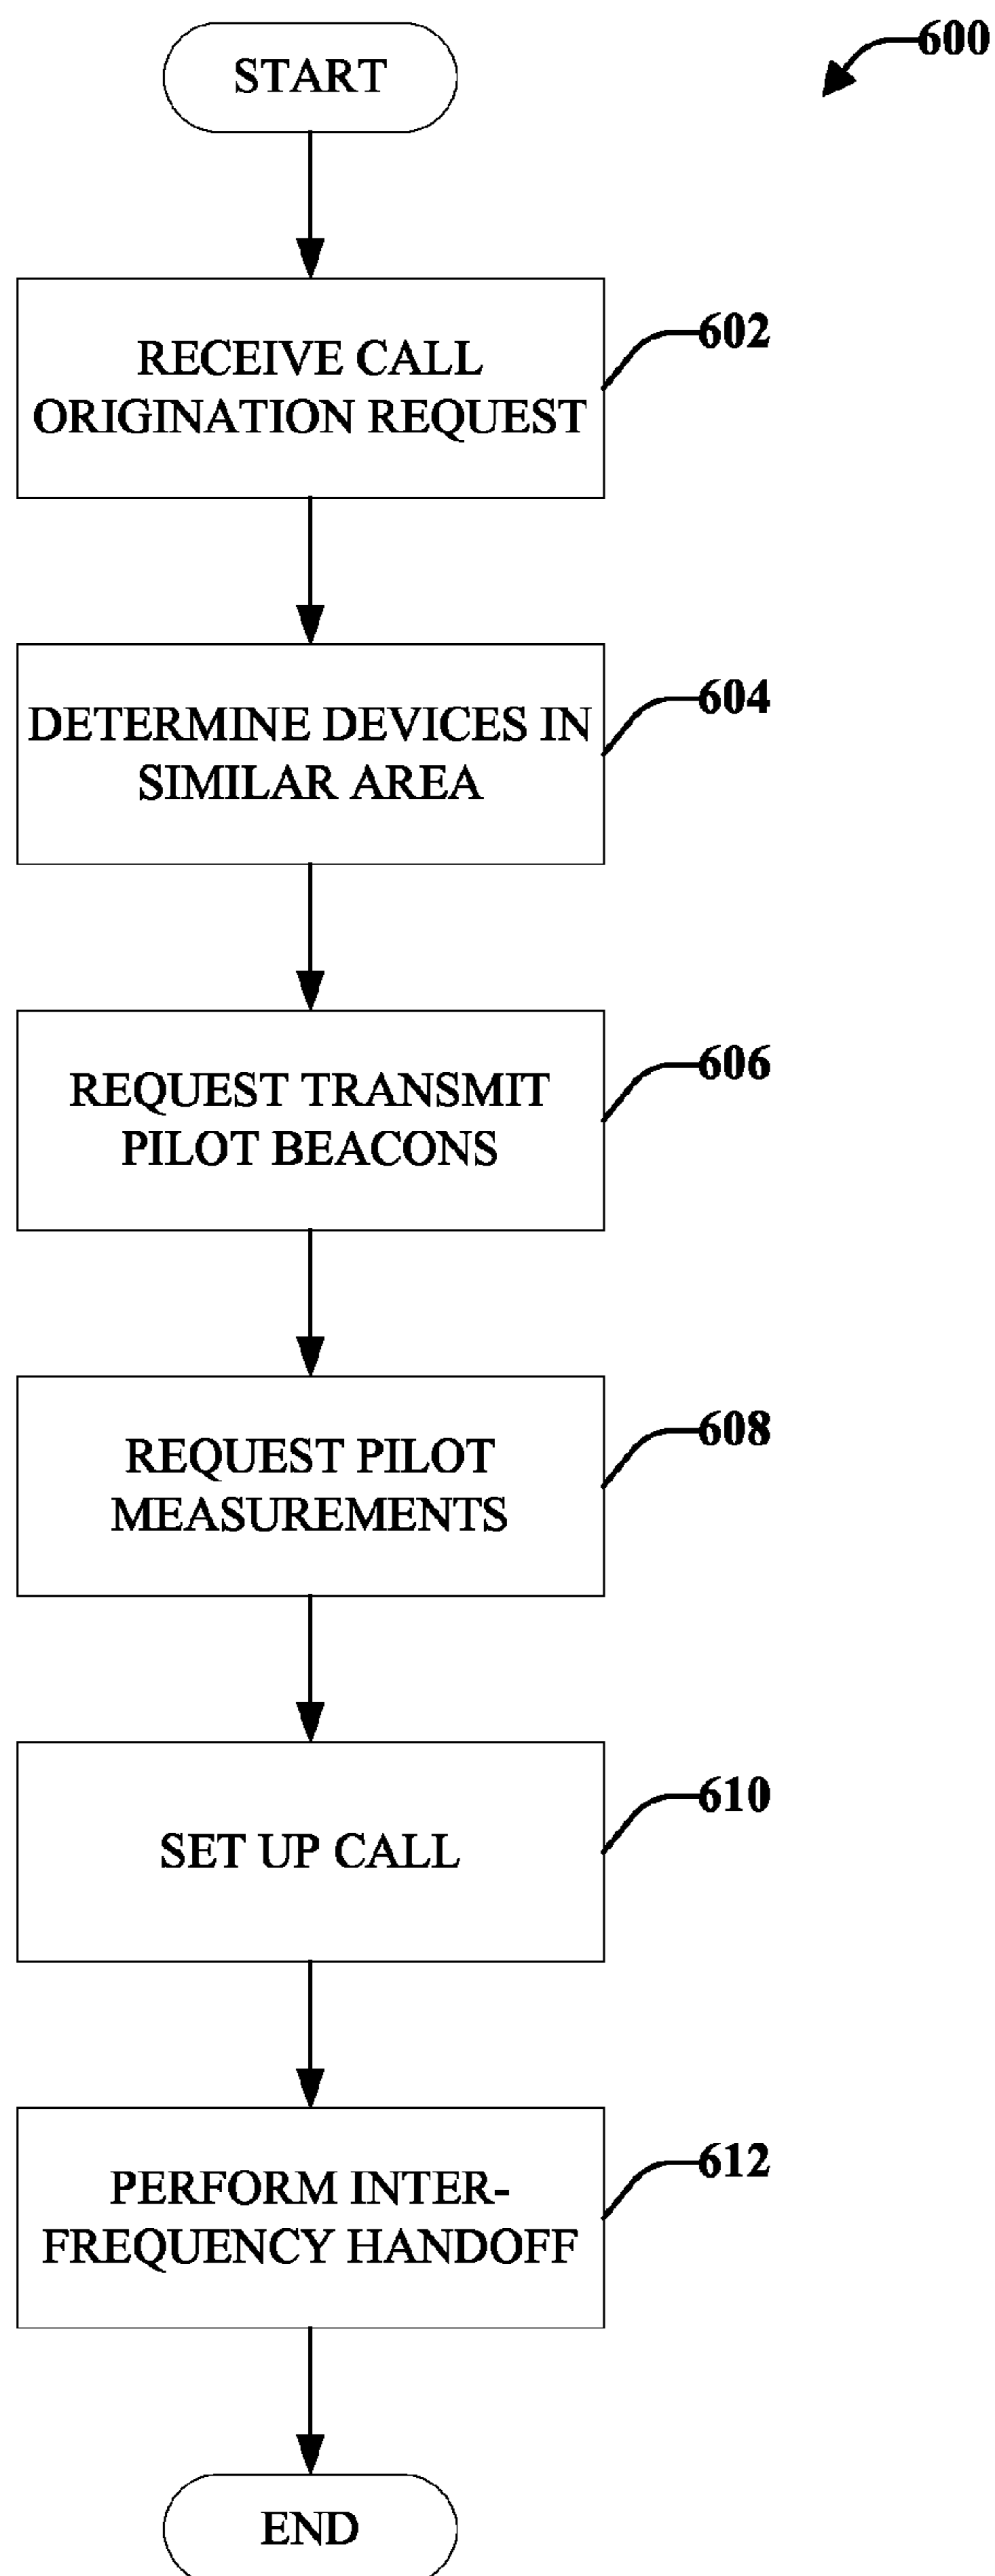 START
600
RECEIVE CALL
ORIGINATION REQUEST
602
DETERMINE DEVICES IN
SIMILAR AREA
604
REQUEST TRANSMIT
PILOT BEACONS
606
REQUEST PILOT
MEASUREMENTS
608
SET UP CALL
610
PERFORM INTER-
FREQUENCY HANDOFF
612
END